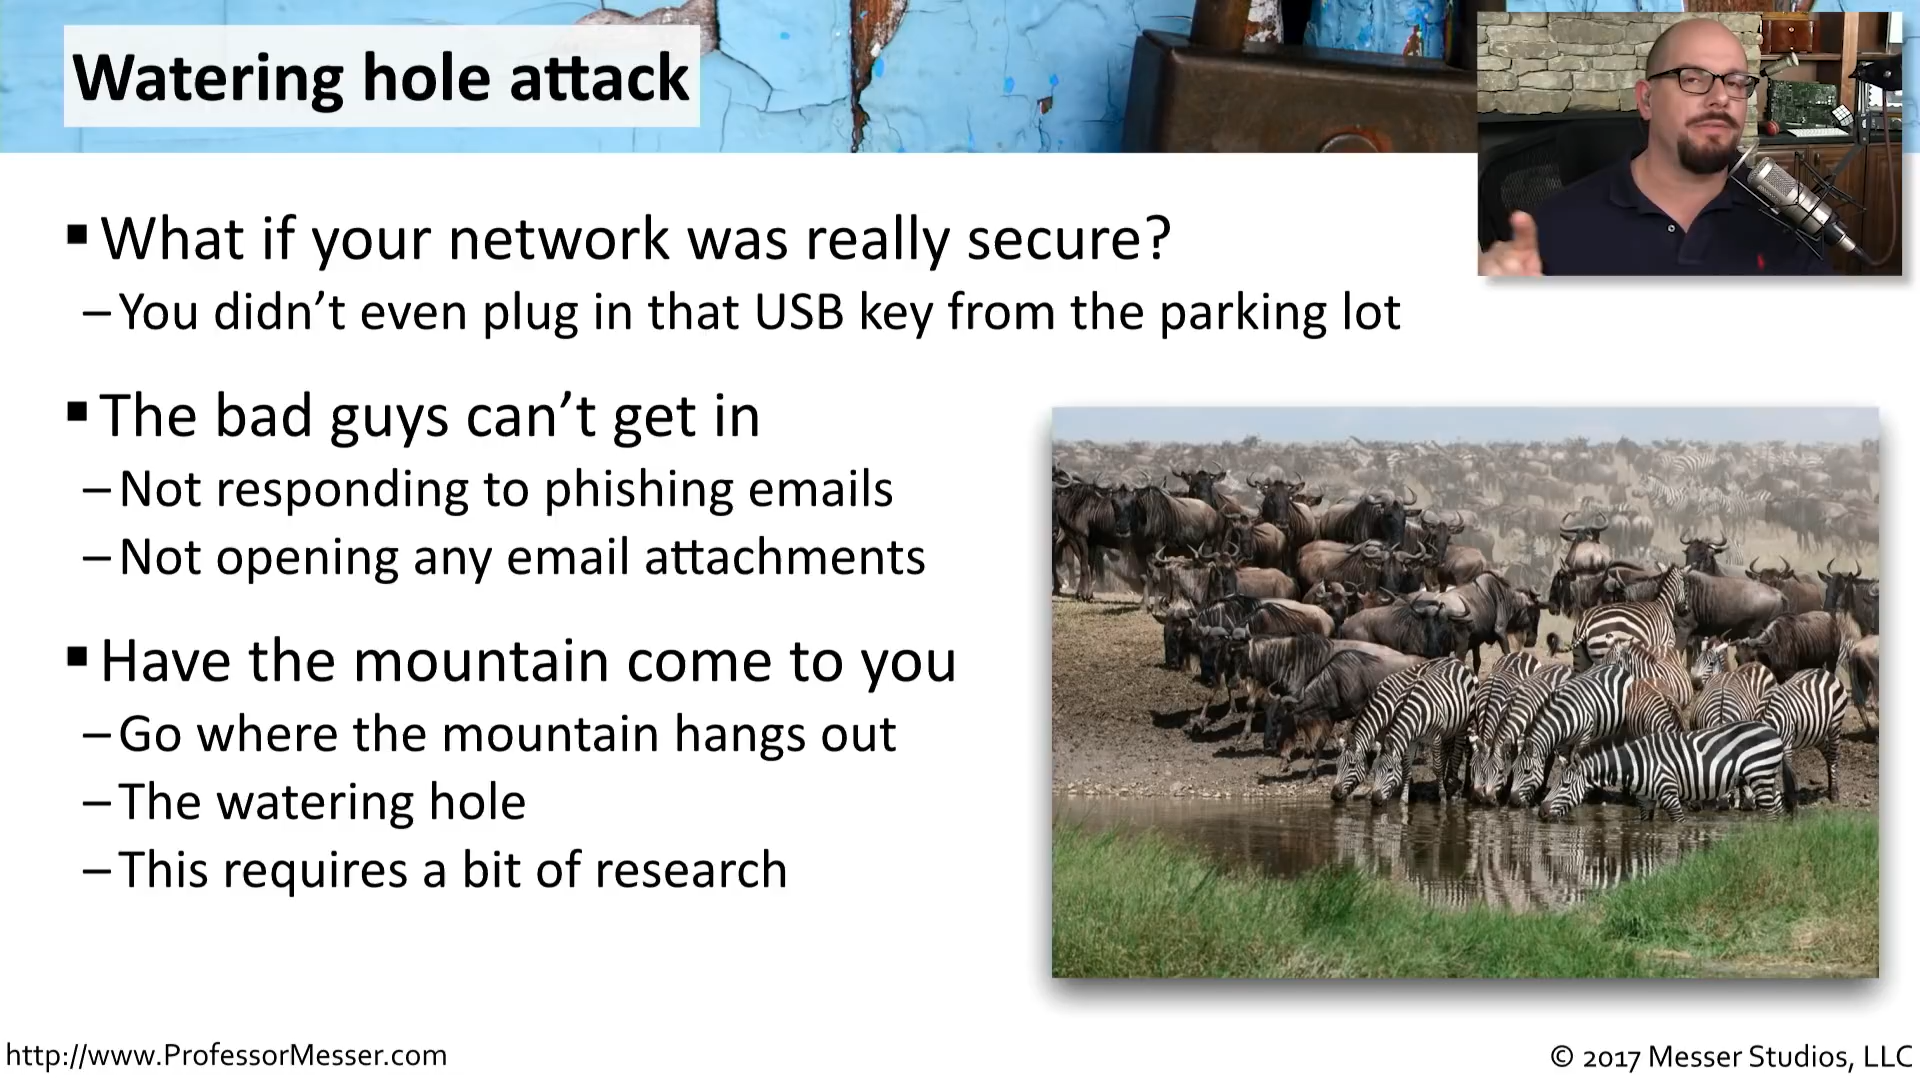 Watering hole attack
▪ What if your network was really secure?
– You didn’t even plug in that USB key from the parking lot
▪ The bad guys can’t get in
– Not responding to phishing emails
– Not opening any email attachments
▪ Have the mountain come to you
– Go where the mountain hangs out
– The watering hole
– This requires a bit of research
http://www.ProfessorMesser.com
© 2017 Messer Studios, LLC